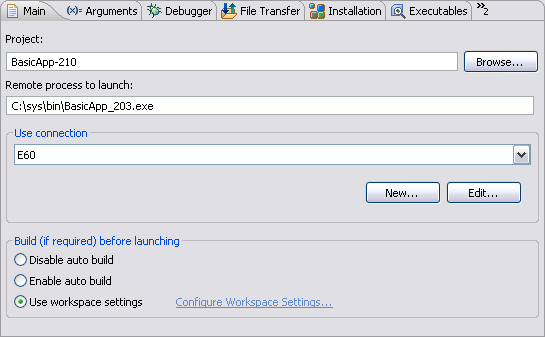 Main (x)= Arguments Debugger File Transfer Installation Executables »2
Project:
BasicApp-210 Browse...
Remote process to launch:
C:\sys\bin\BasicApp_203.exe
Use connection
E60
New... Edit...
Build (if required) before launching
Disable auto build
Enable auto build
Use workspace settings Configure Workspace Settings...